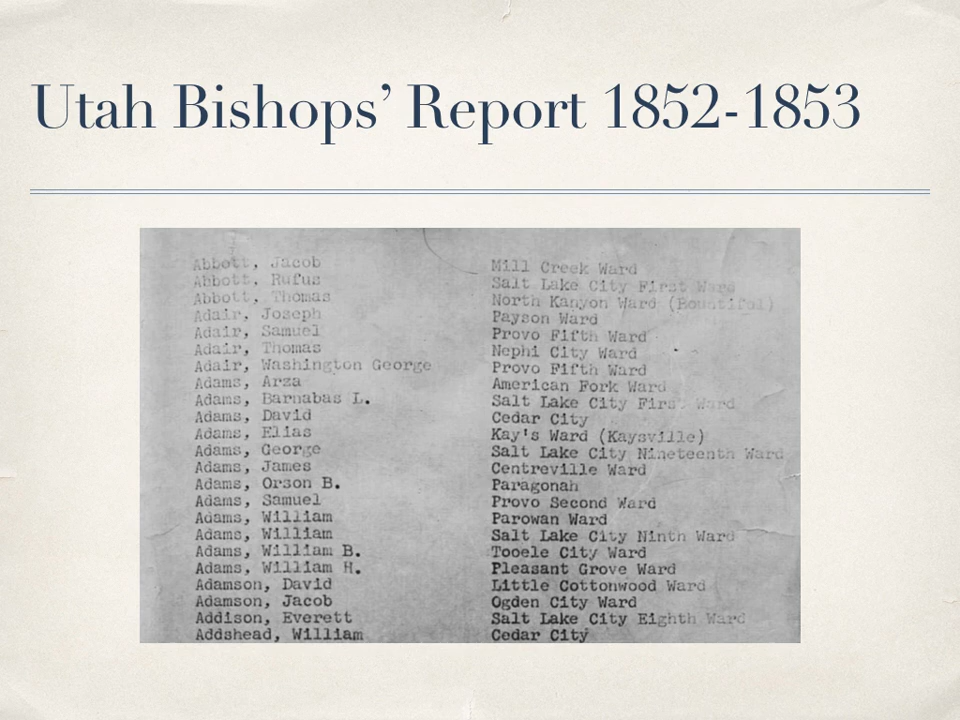 Utah Bishops’ Report 1852-1853
Abbott, Jacob Mill Creek Ward
Abbott, Rufus Salt Lake City First Ward
Abbott, Thomas North Kanyon Ward (Bountiful)
Adair, Joseph Payson Ward
Adair, Samuel Provo Fifth Ward
Adair, Thomas Nephi City Ward
Adair, Washington George Provo Fifth Ward
Adams, Arza American Fork Ward
Adams, Barnabas L. Salt Lake City First Ward
Adams, David Cedar City
Adams, Elias Kay's Ward (Kaysville)
Adams, George Salt Lake City Nineteenth Ward
Adams, James Centreville Ward
Adams, Orson B. Paragonah
Adams, Samuel Provo Second Ward
Adams, William Parowan Ward
Adams, William Salt Lake City Ninth Ward
Adams, William B. Tooele City Ward
Adams, William H. Pleasant Grove Ward
Adamson, David Little Cottonwood Ward
Adamson, Jacob Ogden City Ward
Addison, Everett Salt Lake City Eighth Ward
Addshead, William Cedar City